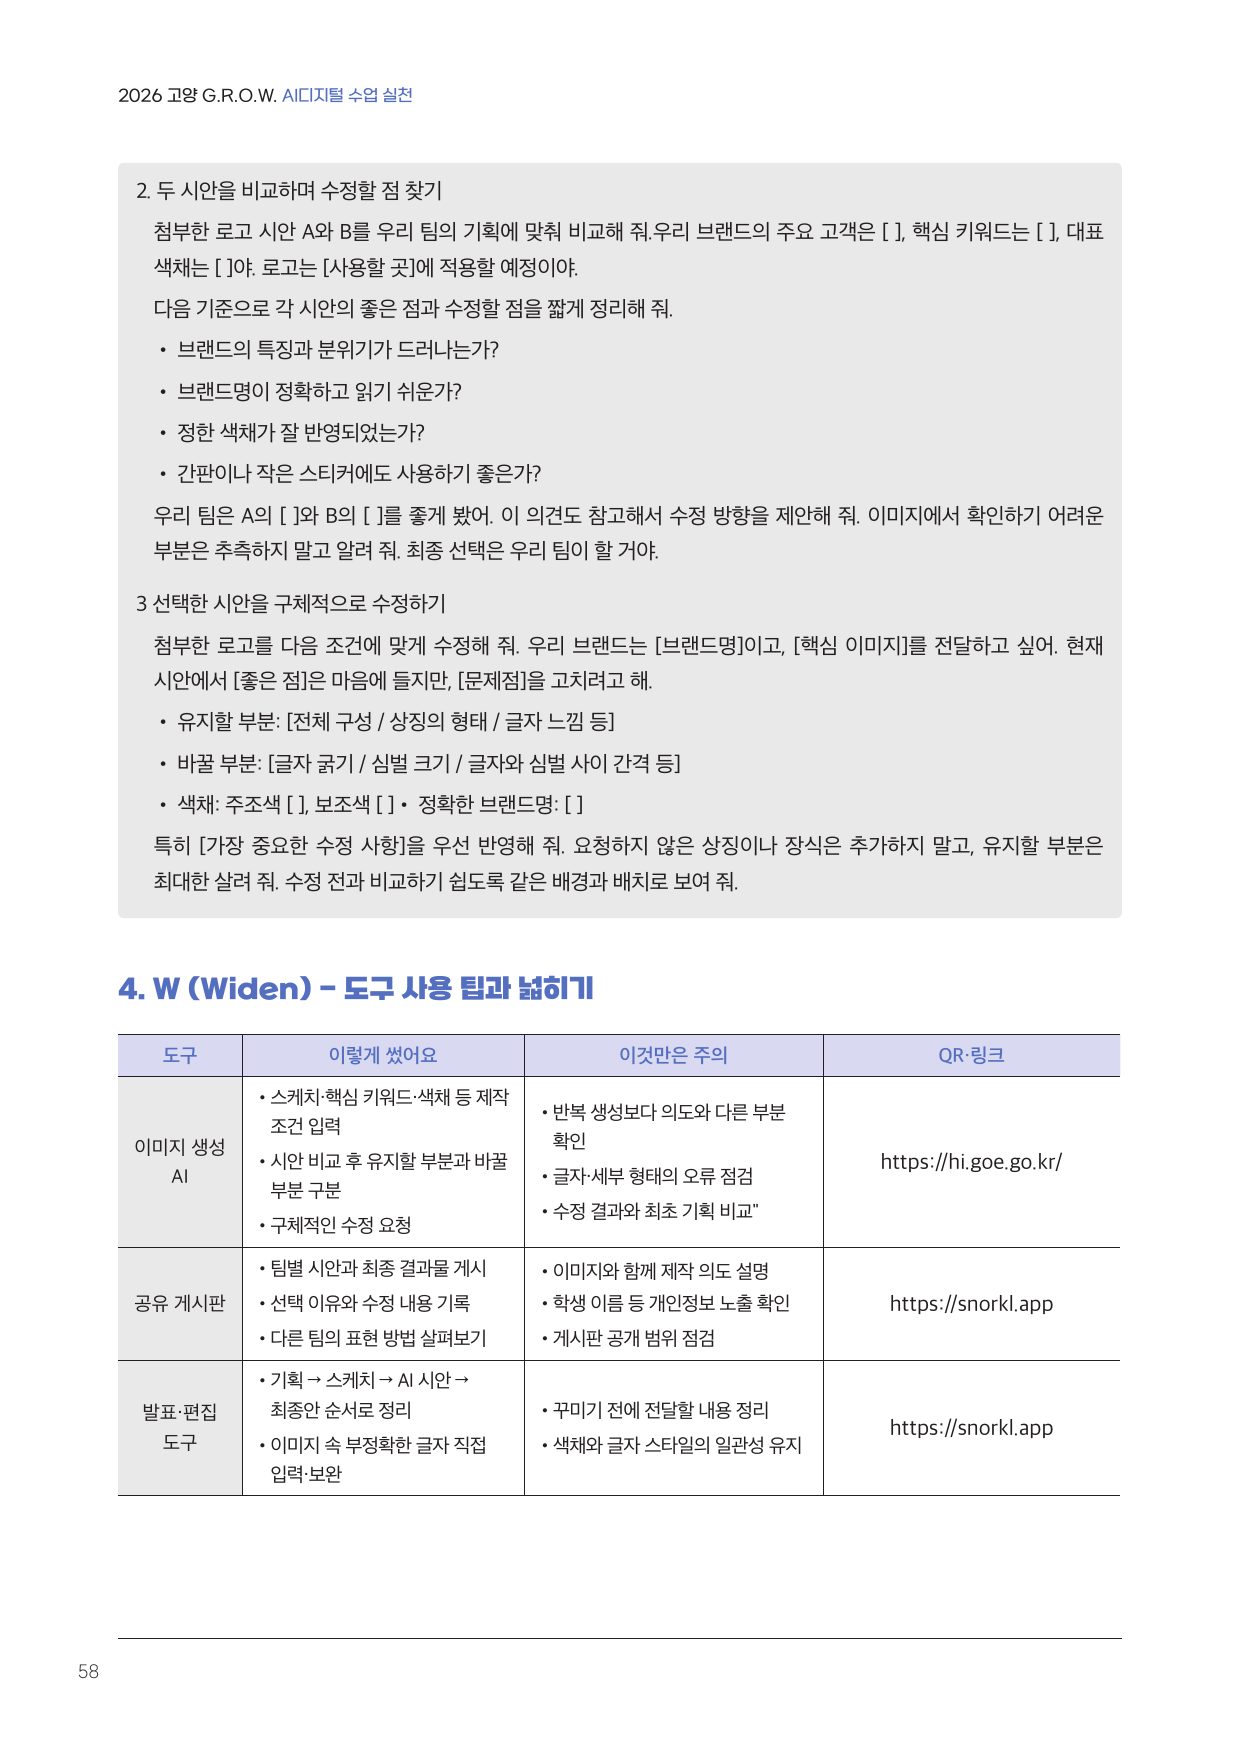 2026 고양 G.R.O.W. AI디지털 수업 실천
2. 두 시안을 비교하며 수정할 점 찾기
첨부한 로고 시안 A와 B를 우리 팀의 기획에 맞춰 비교해 줘.우리 브랜드의 주요 고객은 [ ], 핵심 키워드는 [ ], 대표
색채는 [ ]야. 로고는 [사용할 곳]에 적용할 예정이야.
다음 기준으로 각 시안의 좋은 점과 수정할 점을 짧게 정리해 줘.
• 브랜드의 특징과 분위기가 드러나는가?
• 브랜드명이 정확하고 읽기 쉬운가?
• 정한 색채가 잘 반영되었는가?
• 간판이나 작은 스티커에도 사용하기 좋은가?
우리 팀은 A의 [ ]와 B의 [ ]를 좋게 봤어. 이 의견도 참고해서 수정 방향을 제안해 줘. 이미지에서 확인하기 어려운
부분은 추측하지 말고 알려 줘. 최종 선택은 우리 팀이 할 거야.
3 선택한 시안을 구체적으로 수정하기
첨부한 로고를 다음 조건에 맞게 수정해 줘. 우리 브랜드는 [브랜드명]이고, [핵심 이미지]를 전달하고 싶어. 현재
시안에서 [좋은 점]은 마음에 들지만, [문제점]을 고치려고 해.
• 유지할 부분: [전체 구성 / 상징의 형태 / 글자 느낌 등]
• 바꿀 부분: [글자 굵기 / 심벌 크기 / 글자와 심벌 사이 간격 등]
• 색채: 주조색 [ ], 보조색 [ ] • 정확한 브랜드명: [ ]
특히 [가장 중요한 수정 사항]을 우선 반영해 줘. 요청하지 않은 상징이나 장식은 추가하지 말고, 유지할 부분은
최대한 살려 줘. 수정 전과 비교하기 쉽도록 같은 배경과 배치로 보여 줘.
4. W (Widen) – 도구 사용 팁과 넓히기
도구
이렇게 썼어요
이것만은 주의
QR·링크
이미지 생성
AI
• 스케치·핵심 키워드·색채 등 제작
조건 입력
• 시안 비교 후 유지할 부분과 바꿀
부분 구분
• 구체적인 수정 요청
• 반복 생성보다 의도와 다른 부분
확인
• 글자·세부 형태의 오류 점검
• 수정 결과와 최초 기획 비교"
https://hi.goe.go.kr/
공유 게시판
• 팀별 시안과 최종 결과물 게시
• 선택 이유와 수정 내용 기록
• 다른 팀의 표현 방법 살펴보기
• 이미지와 함께 제작 의도 설명
• 학생 이름 등 개인정보 노출 확인
• 게시판 공개 범위 점검
https://snorkl.app
발표·편집
도구
• 기획 → 스케치 → AI 시안 →
최종안 순서로 정리
• 이미지 속 부정확한 글자 직접
입력·보완
• 꾸미기 전에 전달할 내용 정리
• 색채와 글자 스타일의 일관성 유지
https://snorkl.app
58